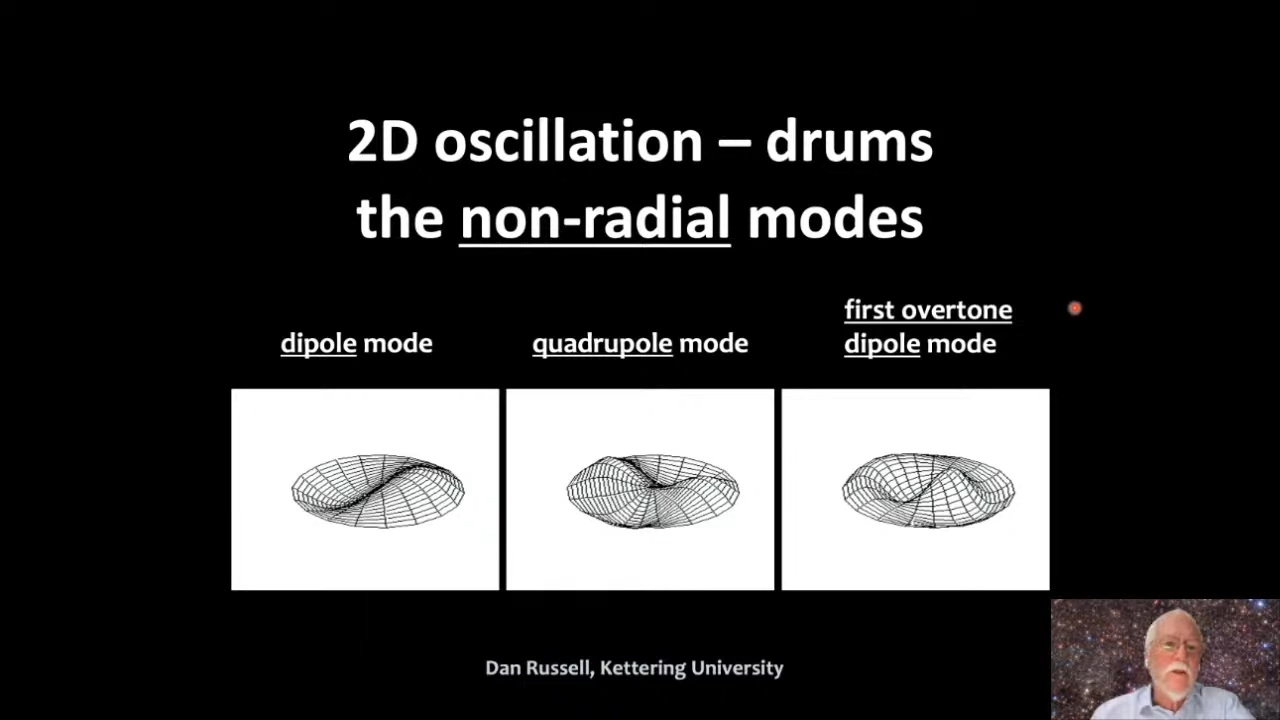 2D oscillation – drums
the non-radial modes
dipole mode
quadrupole mode
first overtone
dipole mode
Dan Russell, Kettering University